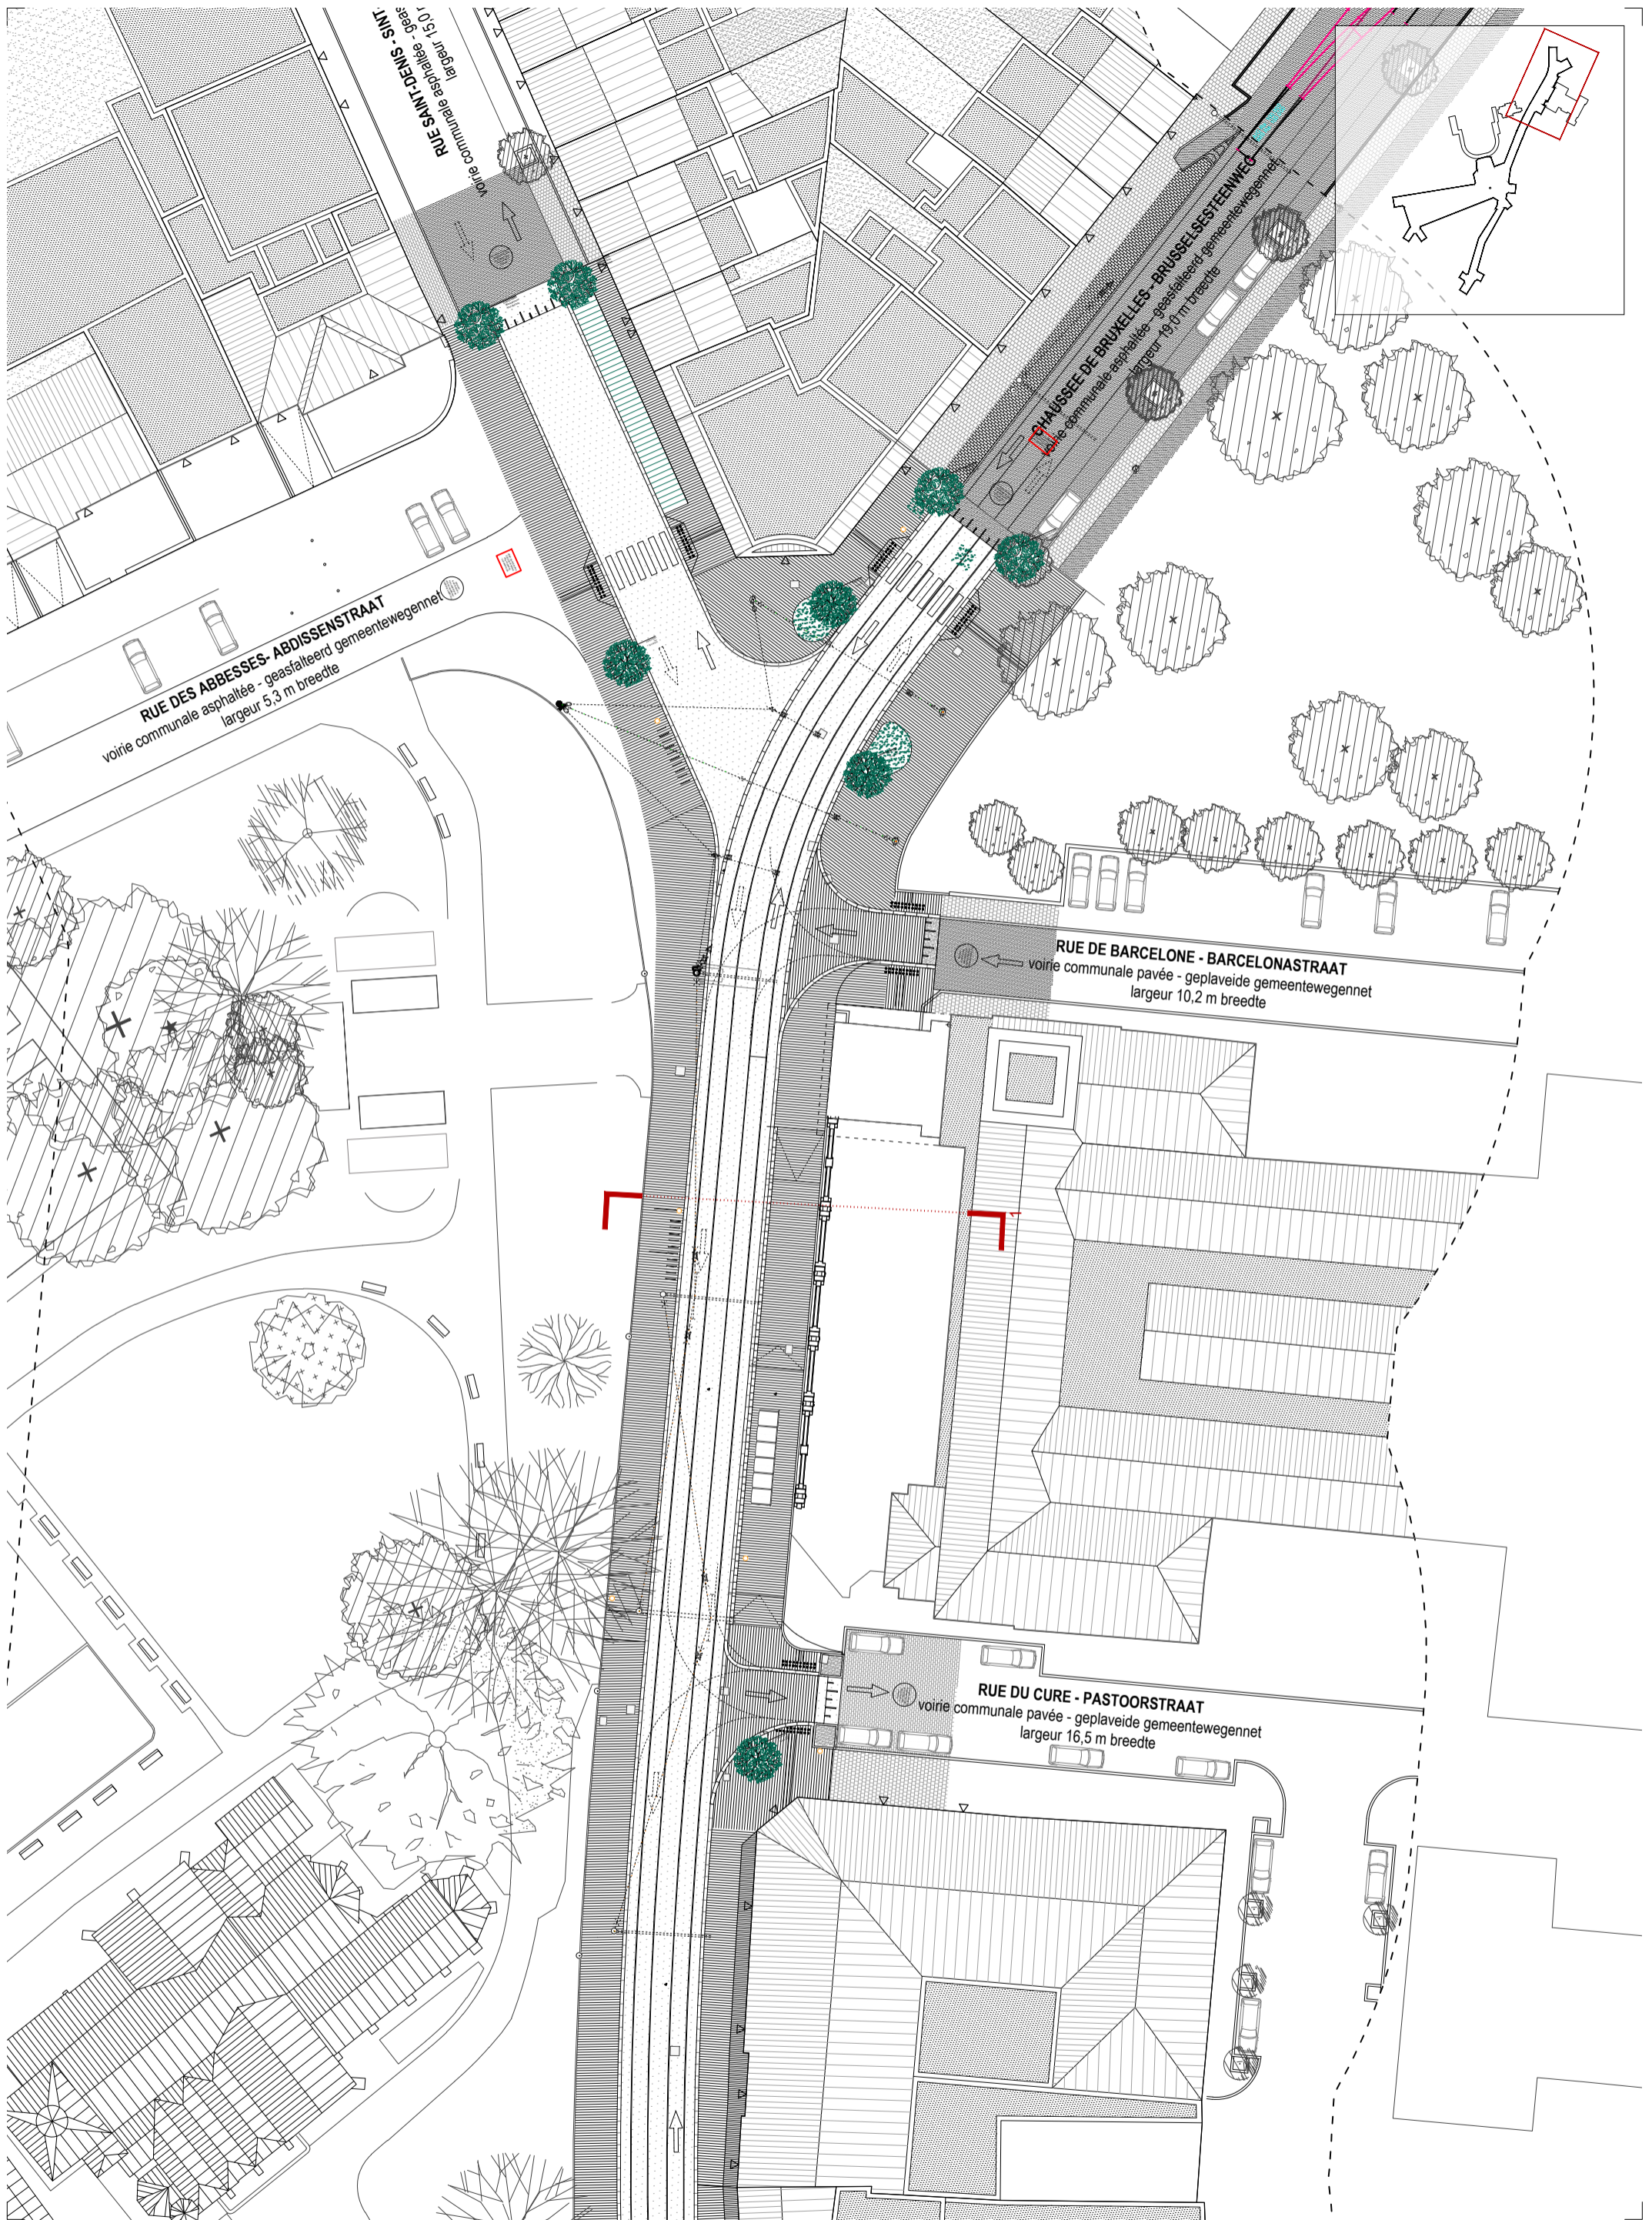 RUE SAINT-DENIS - SINT-
voirie communale asphaltée - geas
largeur 15,0
CHAUSSEE DE BRUXELLES - BRUSSELSESTEENWEG
voirie communale asphaltée - geasfalteerd gemeentewegennet
largeur 19,0 m breedte
RUE DES ABBESSES- ABDISSENSTRAAT
voirie communale asphaltée - geasfalteerd gemeentewegennet
largeur 5,3 m breedte
RUE DE BARCELONE - BARCELONASTRAAT
voirie communale pavée - geplaveide gemeentewegennet
largeur 10,2 m breedte
1
RUE DU CURE - PASTOORSTRAAT
voirie communale pavée - geplaveide gemeentewegennet
largeur 16,5 m breedte